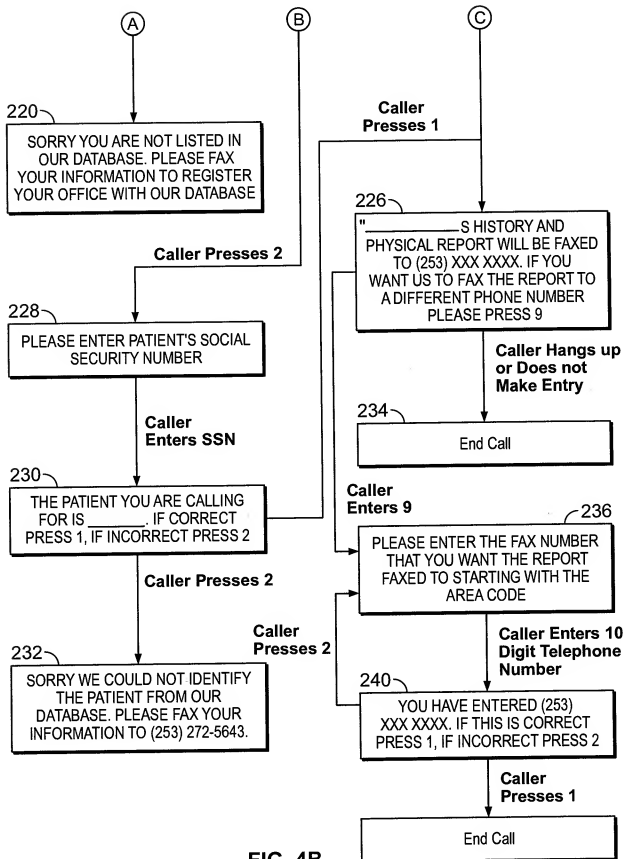 A
B
C
220
SORRY YOU ARE NOT LISTED IN
OUR DATABASE. PLEASE FAX
YOUR INFORMATION TO REGISTER
YOUR OFFICE WITH OUR DATABASE
Caller
Presses 1
226
"__________S HISTORY AND
PHYSICAL REPORT WILL BE FAXED
TO (253) XXX XXXX. IF YOU
WANT US TO FAX THE REPORT TO
A DIFFERENT PHONE NUMBER
PLEASE PRESS 9
Caller Presses 2
228
PLEASE ENTER PATIENT'S SOCIAL
SECURITY NUMBER
Caller Hangs up
or Does not
Make Entry
234
End Call
Caller
Enters SSN
230
THE PATIENT YOU ARE CALLING
FOR IS _______. IF CORRECT
PRESS 1, IF INCORRECT PRESS 2
Caller
Enters 9
236
PLEASE ENTER THE FAX NUMBER
THAT YOU WANT THE REPORT
FAXED TO STARTING WITH THE
AREA CODE
Caller Presses 2
Caller
Presses 2
Caller Enters 10
Digit Telephone
Number
232
SORRY WE COULD NOT IDENTIFY
THE PATIENT FROM OUR
DATABASE. PLEASE FAX YOUR
INFORMATION TO (253) 272-5643.
240
YOU HAVE ENTERED (253)
XXX XXXX. IF THIS IS CORRECT
PRESS 1, IF INCORRECT PRESS 2
Caller
Presses 1
End Call
FIG. 4B